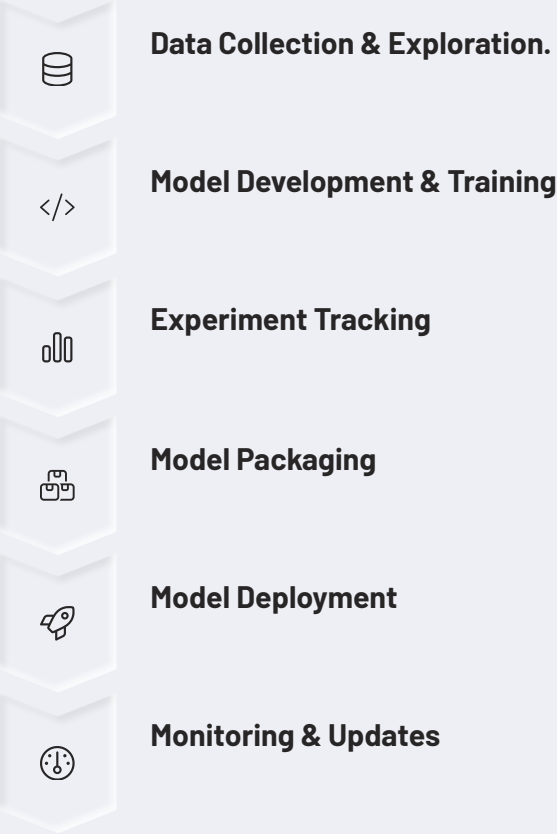 Data Collection & Exploration.
Model Development & Training
Experiment Tracking
Model Packaging
Model Deployment
Monitoring & Updates